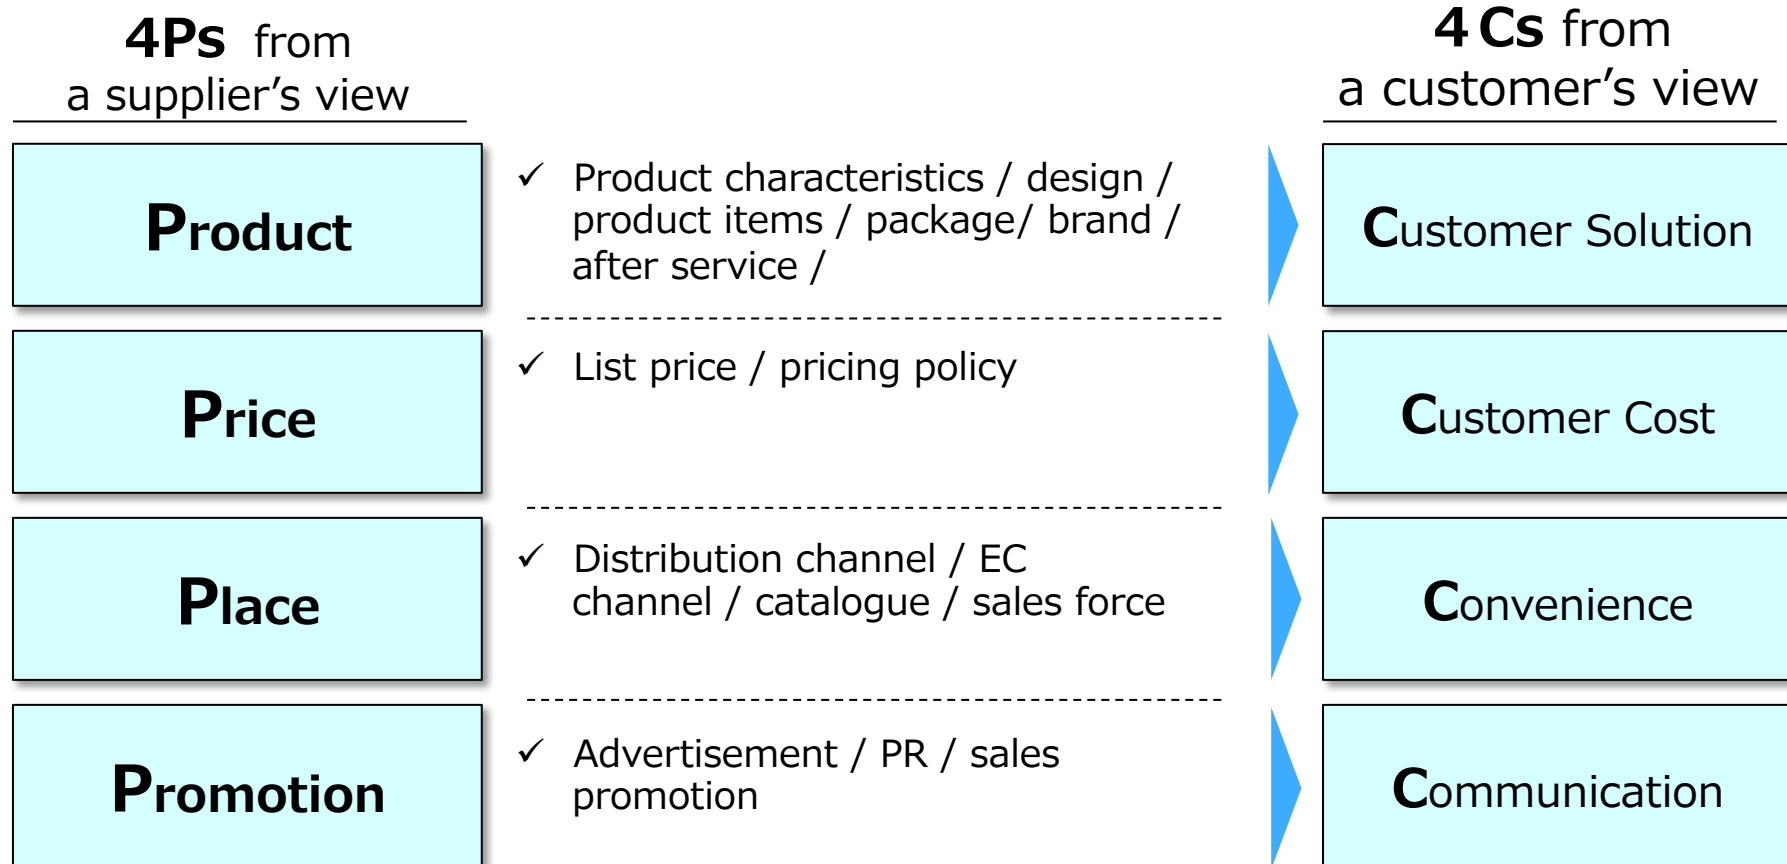 4Ps from
a supplier’s view
4 Cs from
a customer’s view
Product
✓ Product characteristics / design /
product items / package/ brand /
after service /
Customer Solution
Price
✓ List price / pricing policy
Customer Cost
Place
✓ Distribution channel / EC
channel / catalogue / sales force
Convenience
Promotion
✓ Advertisement / PR / sales
promotion
Communication